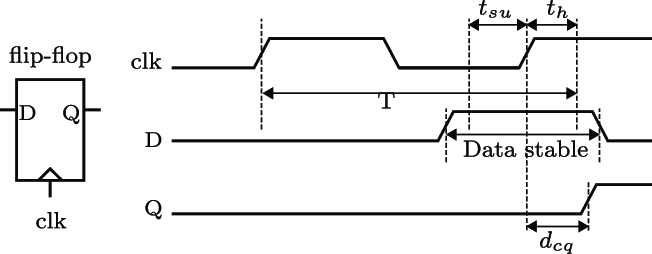 t_su t_h
flip-flop
clk
T
D Q
D
Data stable
Q
clk
d_cq